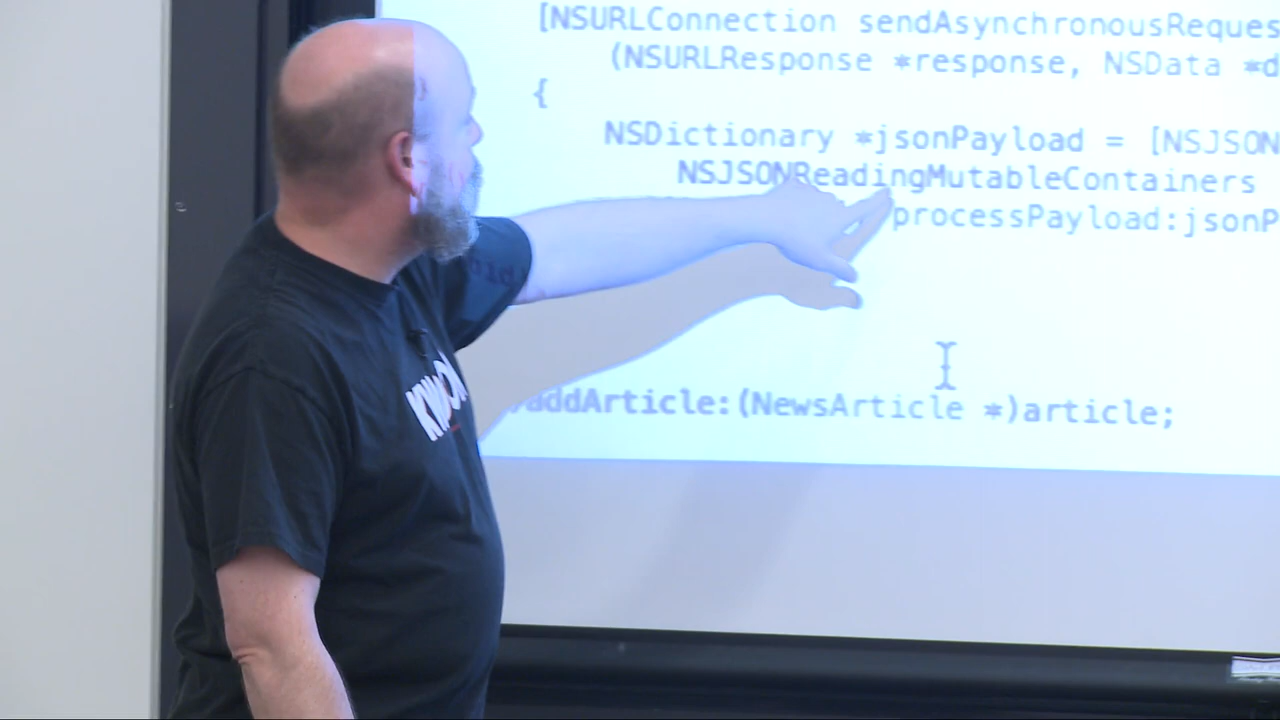 [NSURLConnection sendAsynchronousReques
(NSURLResponse *response, NSData *d
{
NSDictionary *jsonPayload = [NSJSON
NSJSONReadingMutableContainers
processPayload:jsonP
addArticle:(NewsArticle *)article;